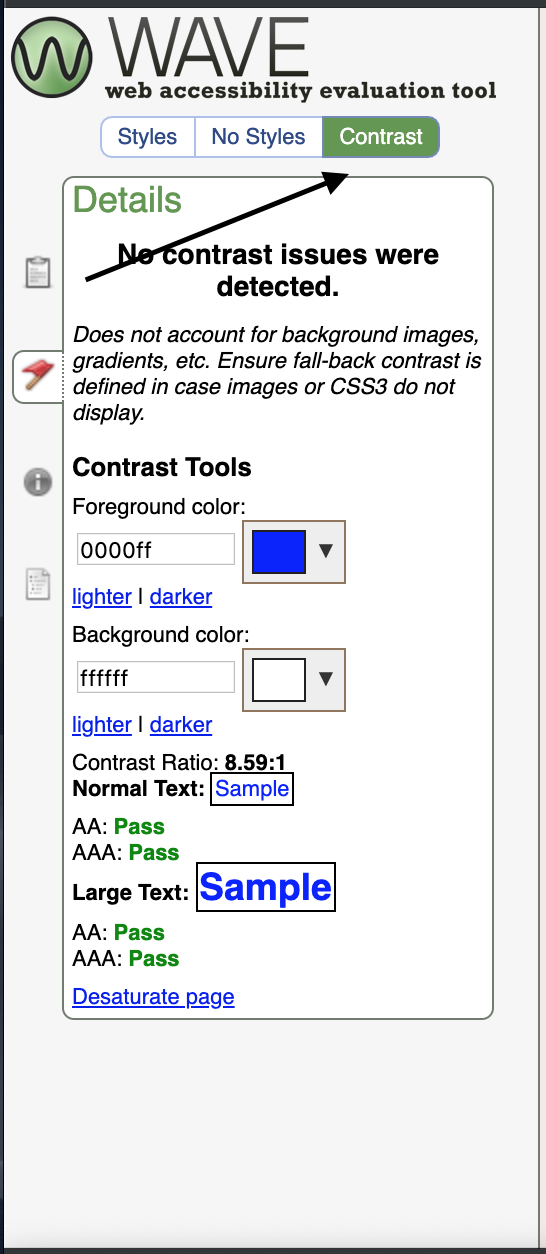 WAVE
web accessibility evaluation tool
Styles No Styles Contrast
Details
No contrast issues were
detected.
Does not account for background images,
gradients, etc. Ensure fall-back contrast is
defined in case images or CSS3 do not
display.
Contrast Tools
Foreground color:
0000ff ▼
lighter | darker
Background color:
ffffff ▼
lighter | darker
Contrast Ratio: 8.59:1
Normal Text: Sample
AA: Pass
AAA: Pass
Large Text: Sample
AA: Pass
AAA: Pass
Desaturate page